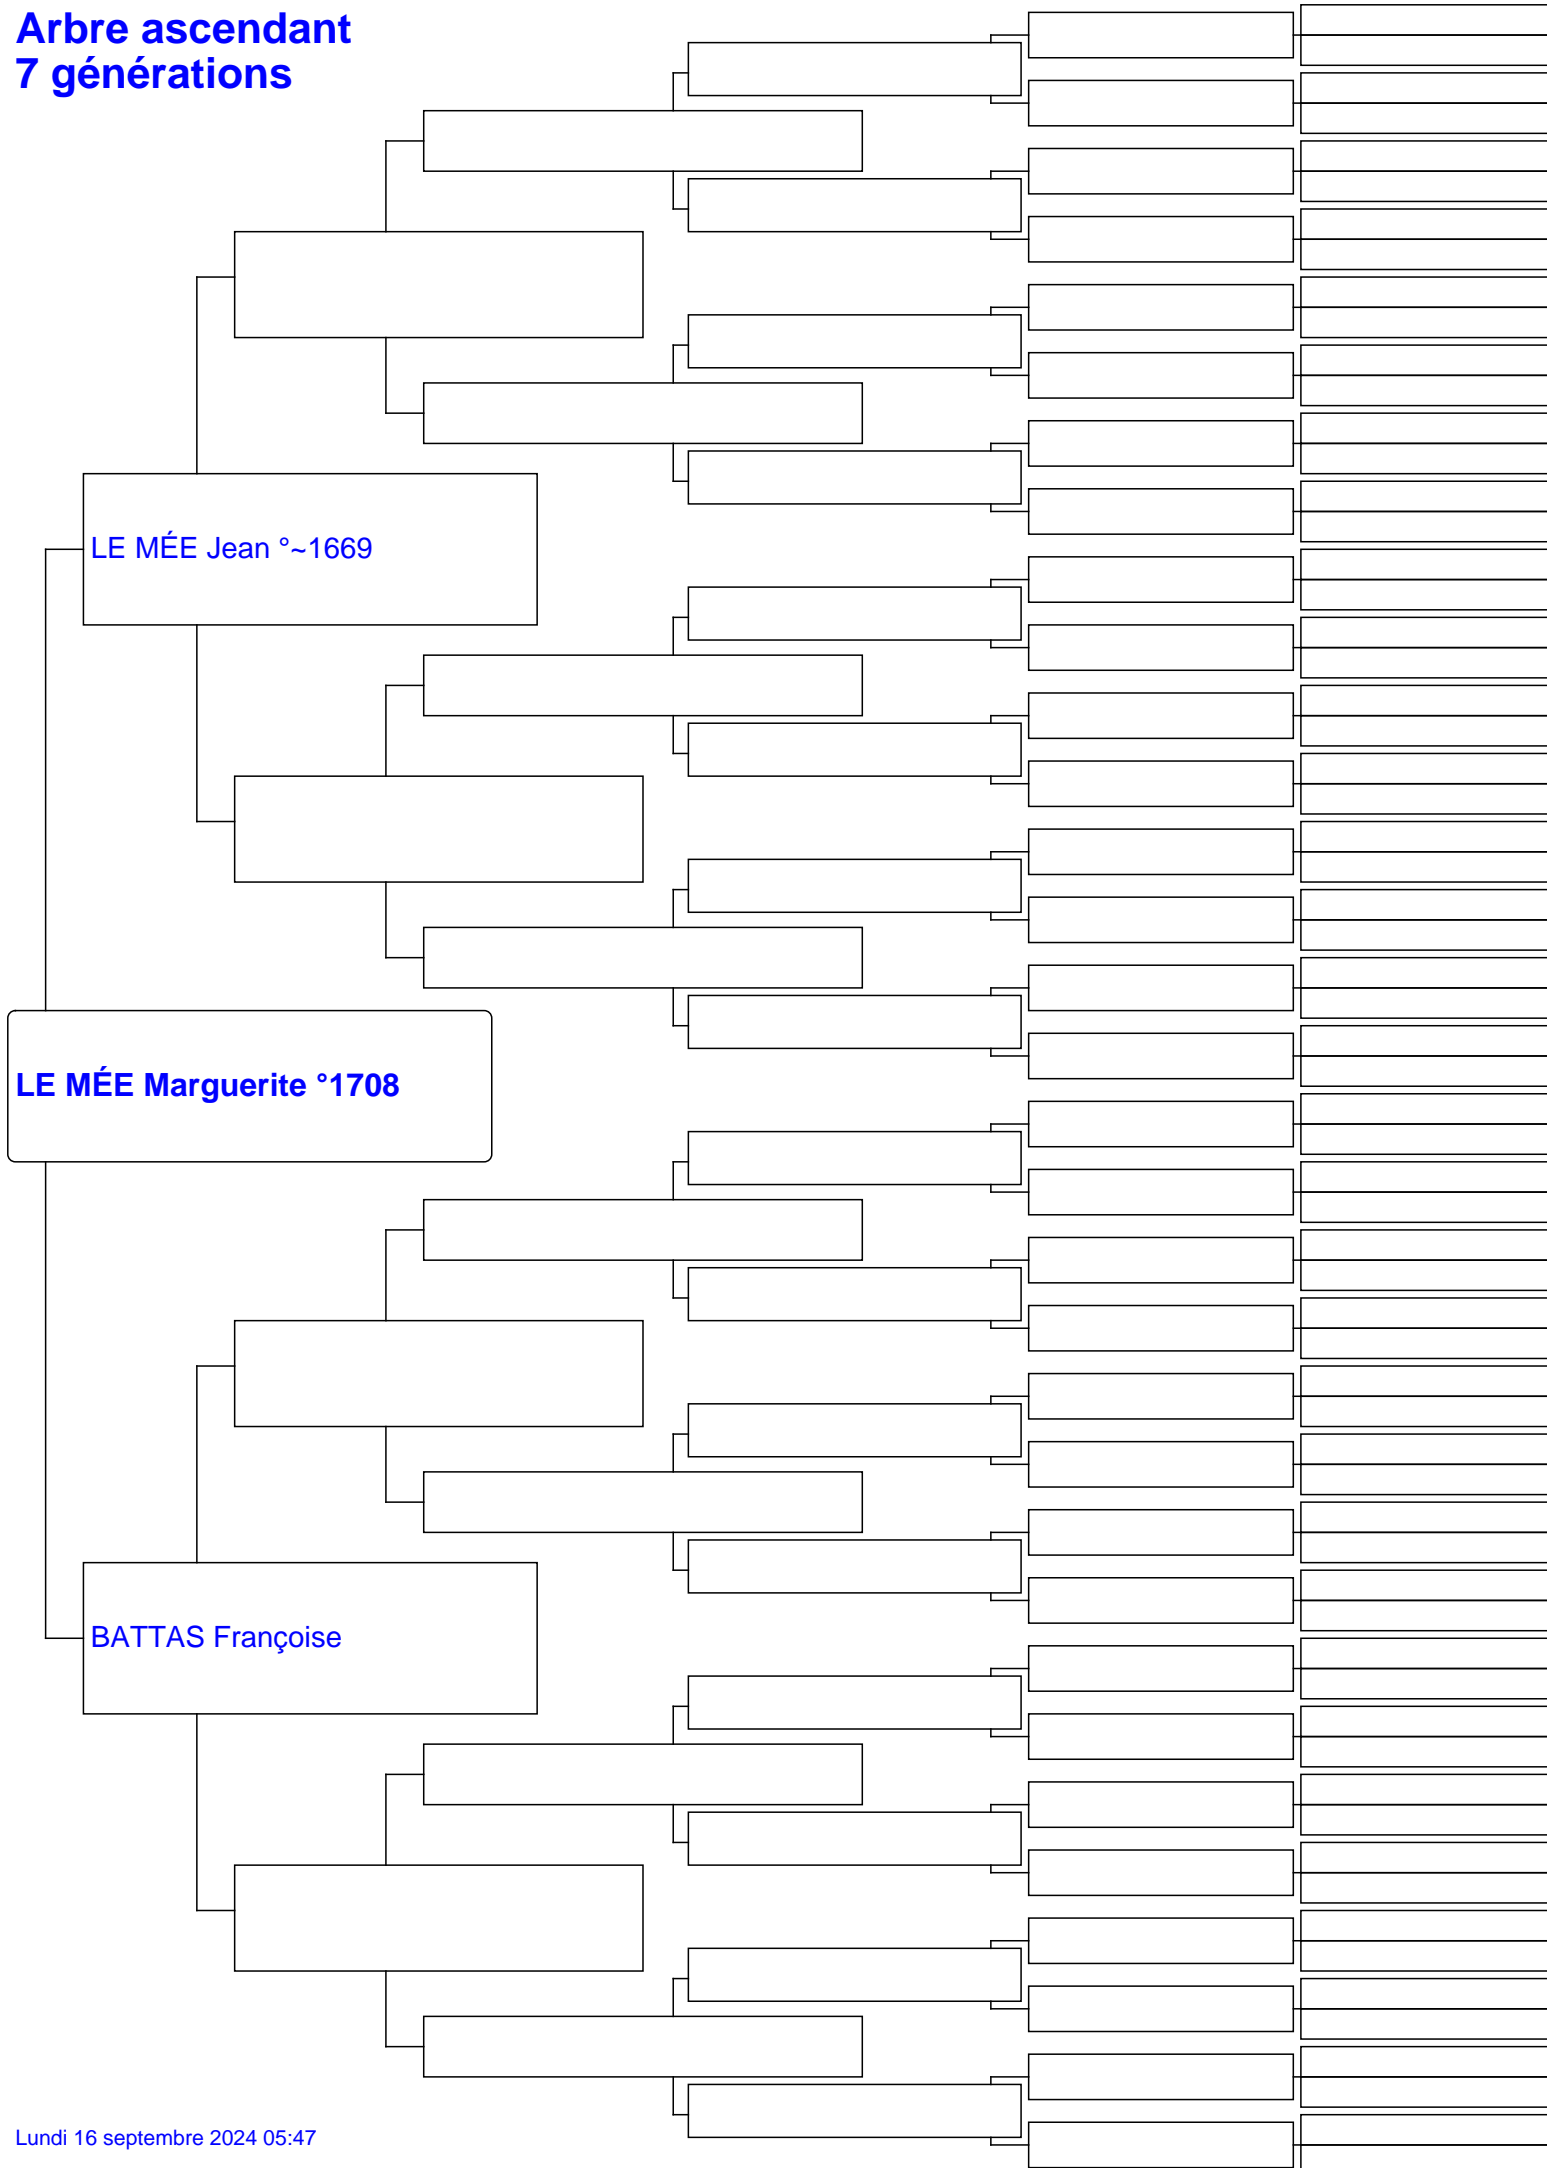 Arbre ascendant
7 générations
LE MÉE Jean °~1669
LE MÉE Marguerite °1708
BATTAS Françoise
Lundi 16 septembre 2024 05:47